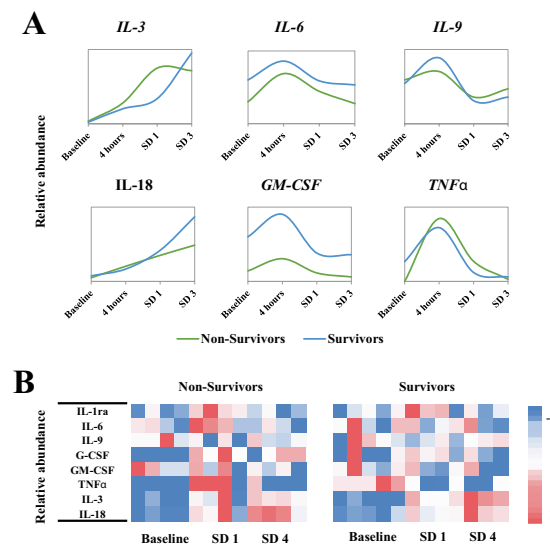 A
IL-3 IL-6 IL-9
Relative abundance
Baseline 4 hours SD 1 SD 3
Baseline 4 hours SD 1 SD 3
Baseline 4 hours SD 1 SD 3
IL-18 GM-CSF TNFα
Baseline 4 hours SD 1 SD 3
Baseline 4 hours SD 1 SD 3
Baseline 4 hours SD 1 SD 3
Non-Survivors Survivors
B
Non-Survivors Survivors
Relative abundance
IL-1ra
IL-6
IL-9
G-CSF
GM-CSF
TNFα
IL-3
IL-18
Baseline SD 1 SD 4 Baseline SD 1 SD 4